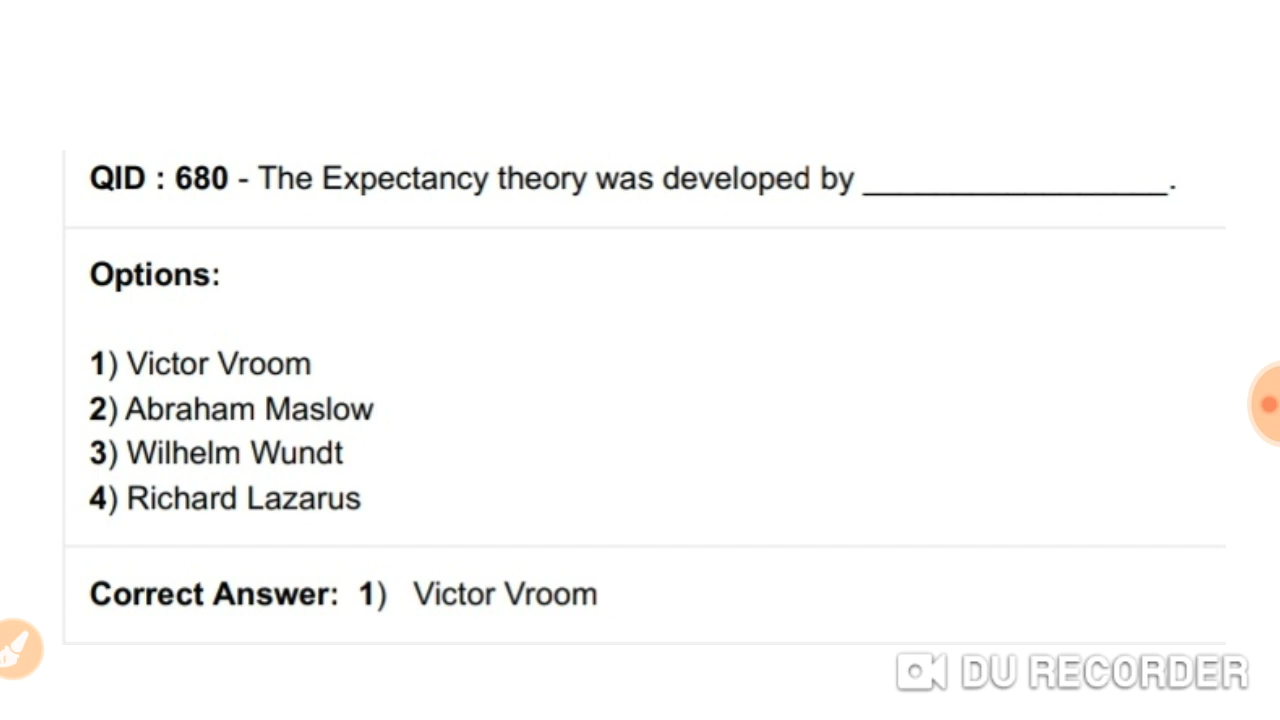 QID : 680 - The Expectancy theory was developed by _________________.
Options:
1) Victor Vroom
2) Abraham Maslow
3) Wilhelm Wundt
4) Richard Lazarus
Correct Answer: 1) Victor Vroom
DU RECORDER